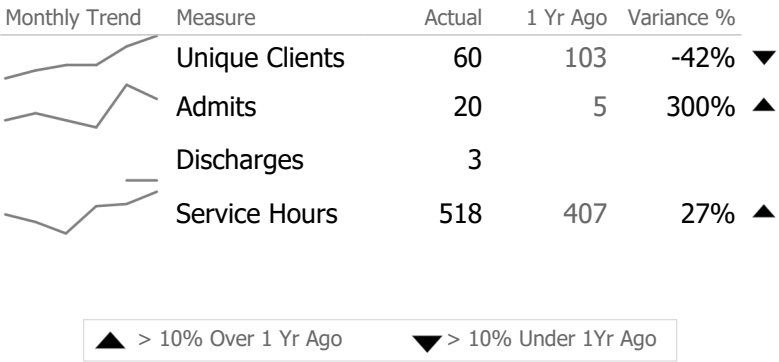 Monthly Trend Measure Actual 1 Yr Ago Variance %
Unique Clients 60 103 -42% ▼
Admits 20 5 300% ▲
Discharges 3
Service Hours 518 407 27% ▲
▲ > 10% Over 1 Yr Ago ▼ > 10% Under 1Yr Ago